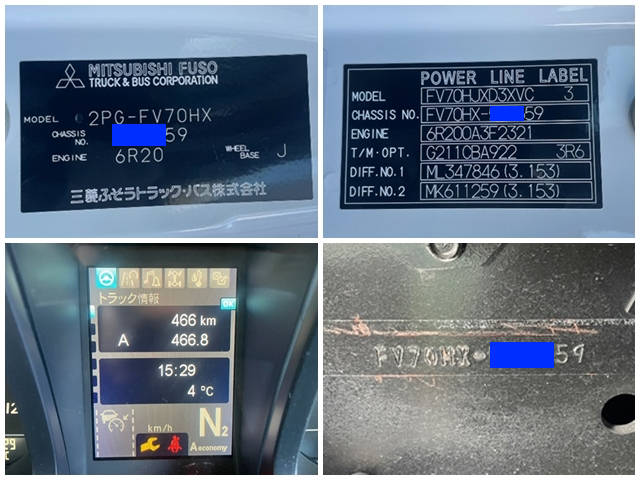 MITSUBISHI FUSO
TRUCK & BUS CORPORATION
MODEL 2PG-FV70HX
CHASSIS NO. 59
ENGINE 6R20 WHEEL BASE J
三菱ふそうトラック・バス株式会社
POWER LINE LABEL
MODEL FV70HJXD3XVC 3
CHASSIS NO. FV70HX- 59
ENGINE 6R200A3F2321
T/M·OPT. G211CBA922 3R6
DIFF.NO.1 ML347846(3.153)
DIFF.NO.2 MK611259(3.153)
トラック情報
OK
466 km
A 466.8
15:29
4 °C
km/h
N2
A economy
12
29
°C
FV70HX- 59